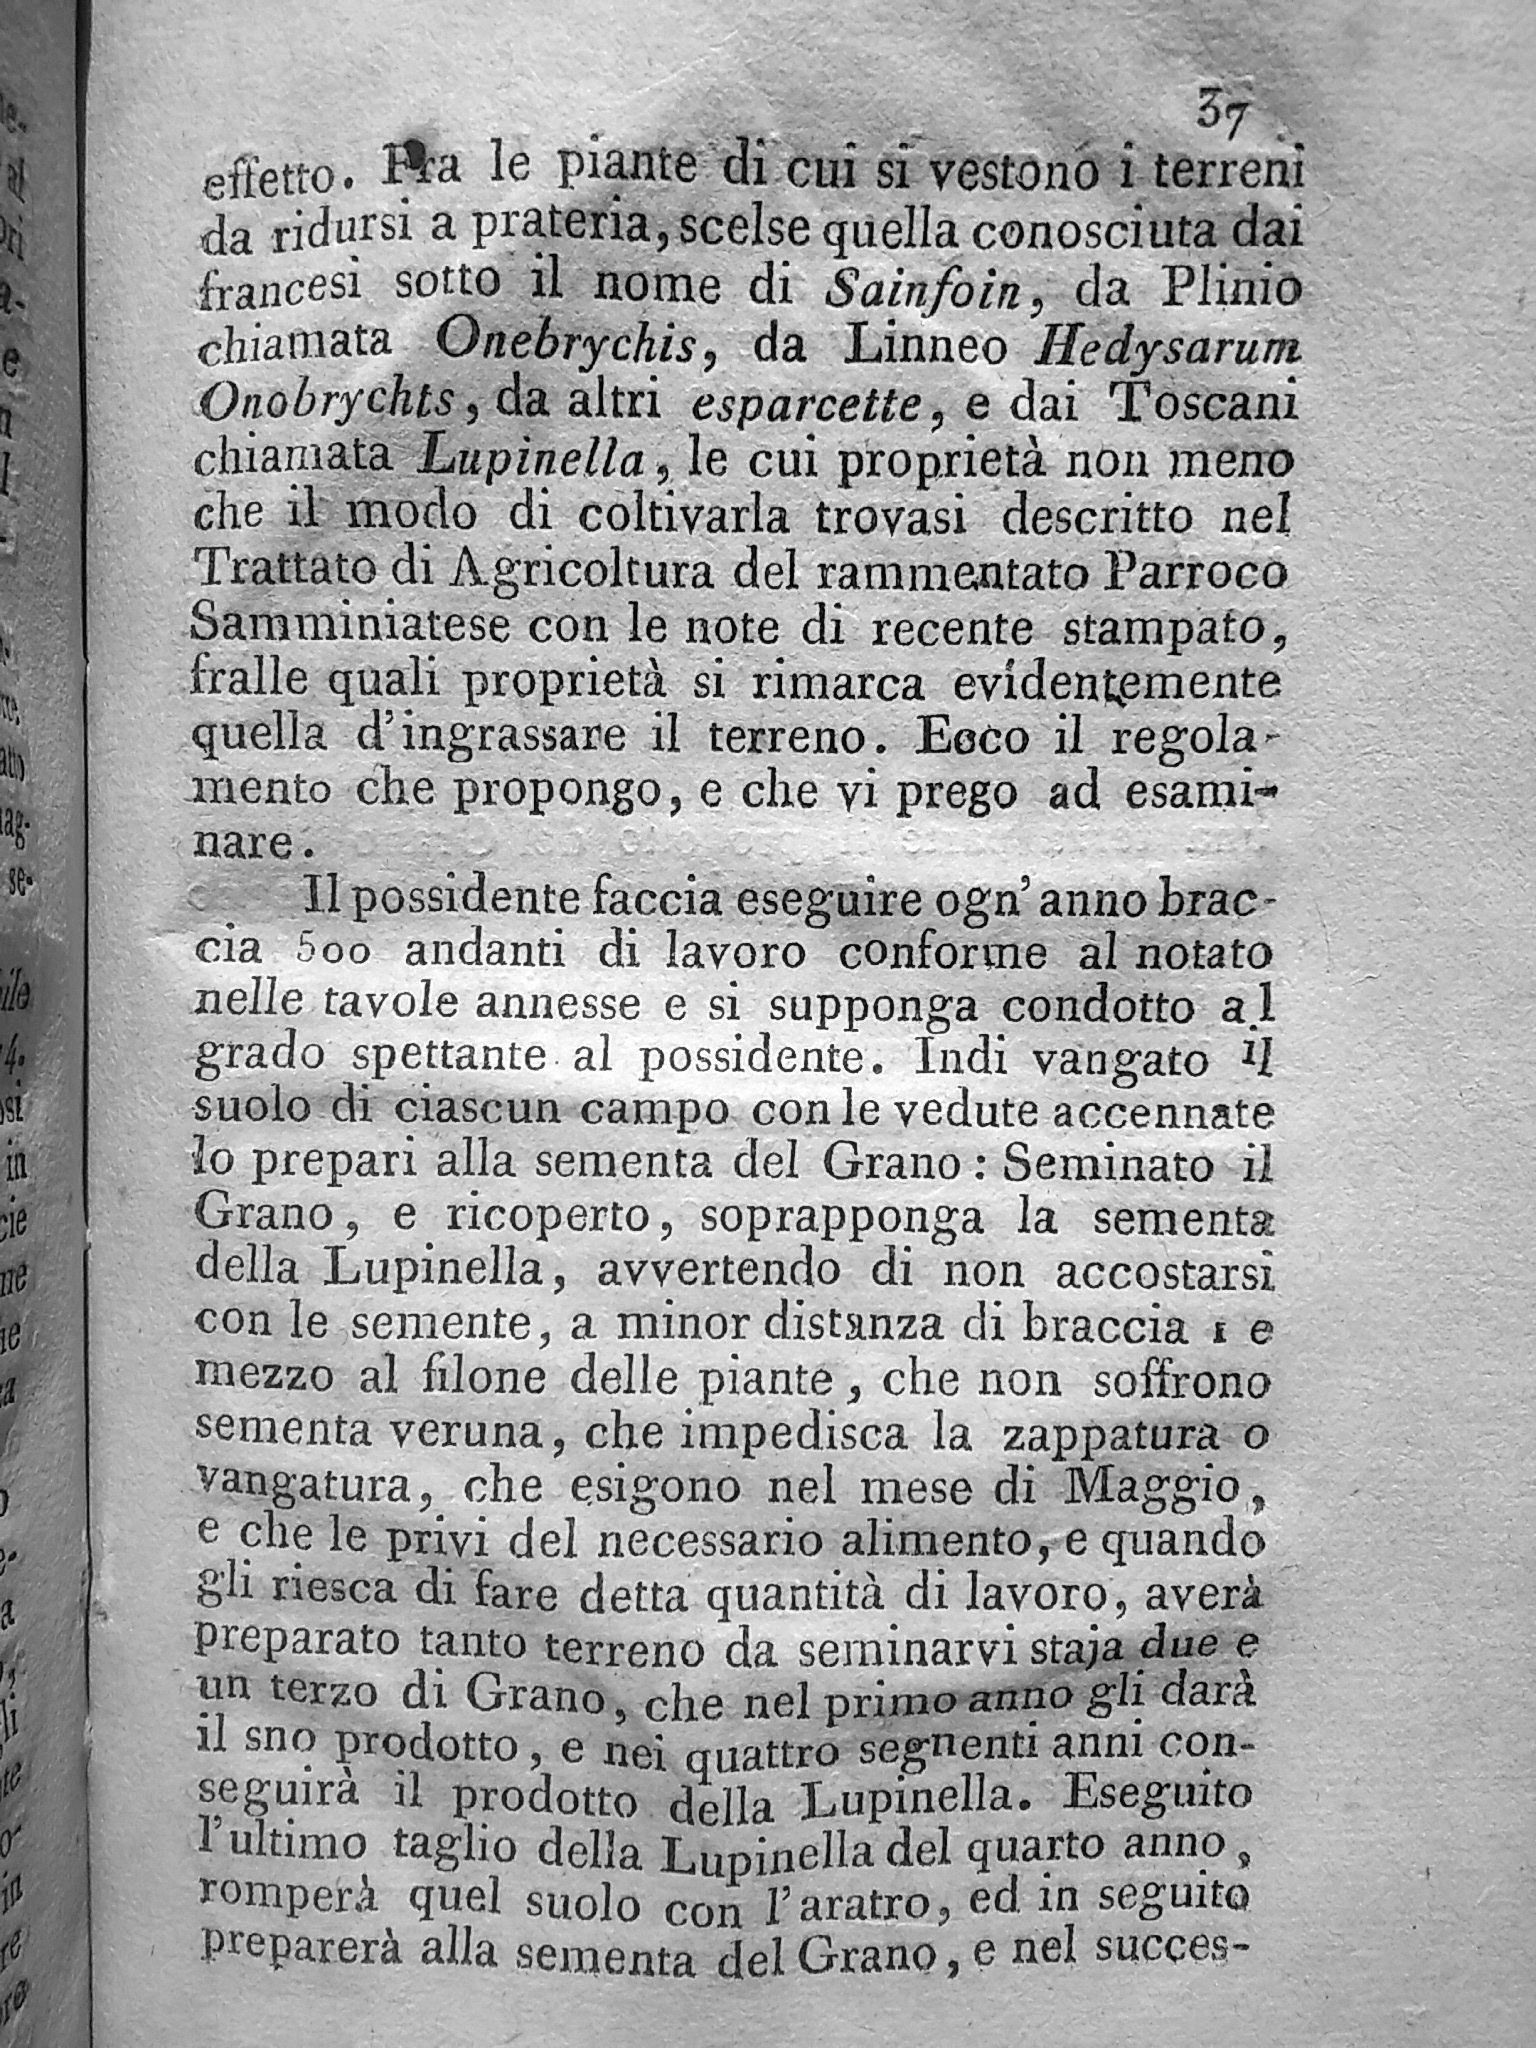 37
effetto. Fra le piante di cui si vestono i terreni
da ridursi a prateria, scelse quella conosciuta dai
francesi sotto il nome di Sainfoin, da Plinio
chiamata Onebrychis, da Linneo Hedysarum
Onobrychts, da altri esparcette, e dai Toscani
chiamata Lupinella, le cui proprietà non meno
che il modo di coltivarla trovasi descritto nel
Trattato di Agricoltura del rammentato Parroco
Samminiatese con le note di recente stampato,
fralle quali proprietà si rimarca evidentemente
quella d'ingrassare il terreno. Ecco il regola-
mento che propongo, e che vi prego ad esami-
nare.
Il possidente faccia eseguire ogn' anno brac-
cia 500 andanti di lavoro conforme al notato
nelle tavole annesse e si supponga condotto al
grado spettante al possidente. Indi vangato il
suolo di ciascun campo con le vedute accennate
lo prepari alla sementa del Grano: Seminato il
Grano, e ricoperto, soprapponga la sementa
della Lupinella, avvertendo di non accostarsi
con le semente, a minor distanza di braccia 1 e
mezzo al filone delle piante, che non soffrono
sementa veruna, che impedisca la zappatura o
vangatura, che esigono nel mese di Maggio,
e che le privi del necessario alimento, e quando
gli riesca di fare detta quantità di lavoro, averà
preparato tanto terreno da seminarvi staja due e
un terzo di Grano, che nel primo anno gli darà
il sno prodotto, e nei quattro segnenti anni con-
seguirà il prodotto della Lupinella. Eseguito
l'ultimo taglio della Lupinella del quarto anno,
romperà quel suolo con l'aratro, ed in seguito
preparerà alla sementa del Grano, e nel succes-